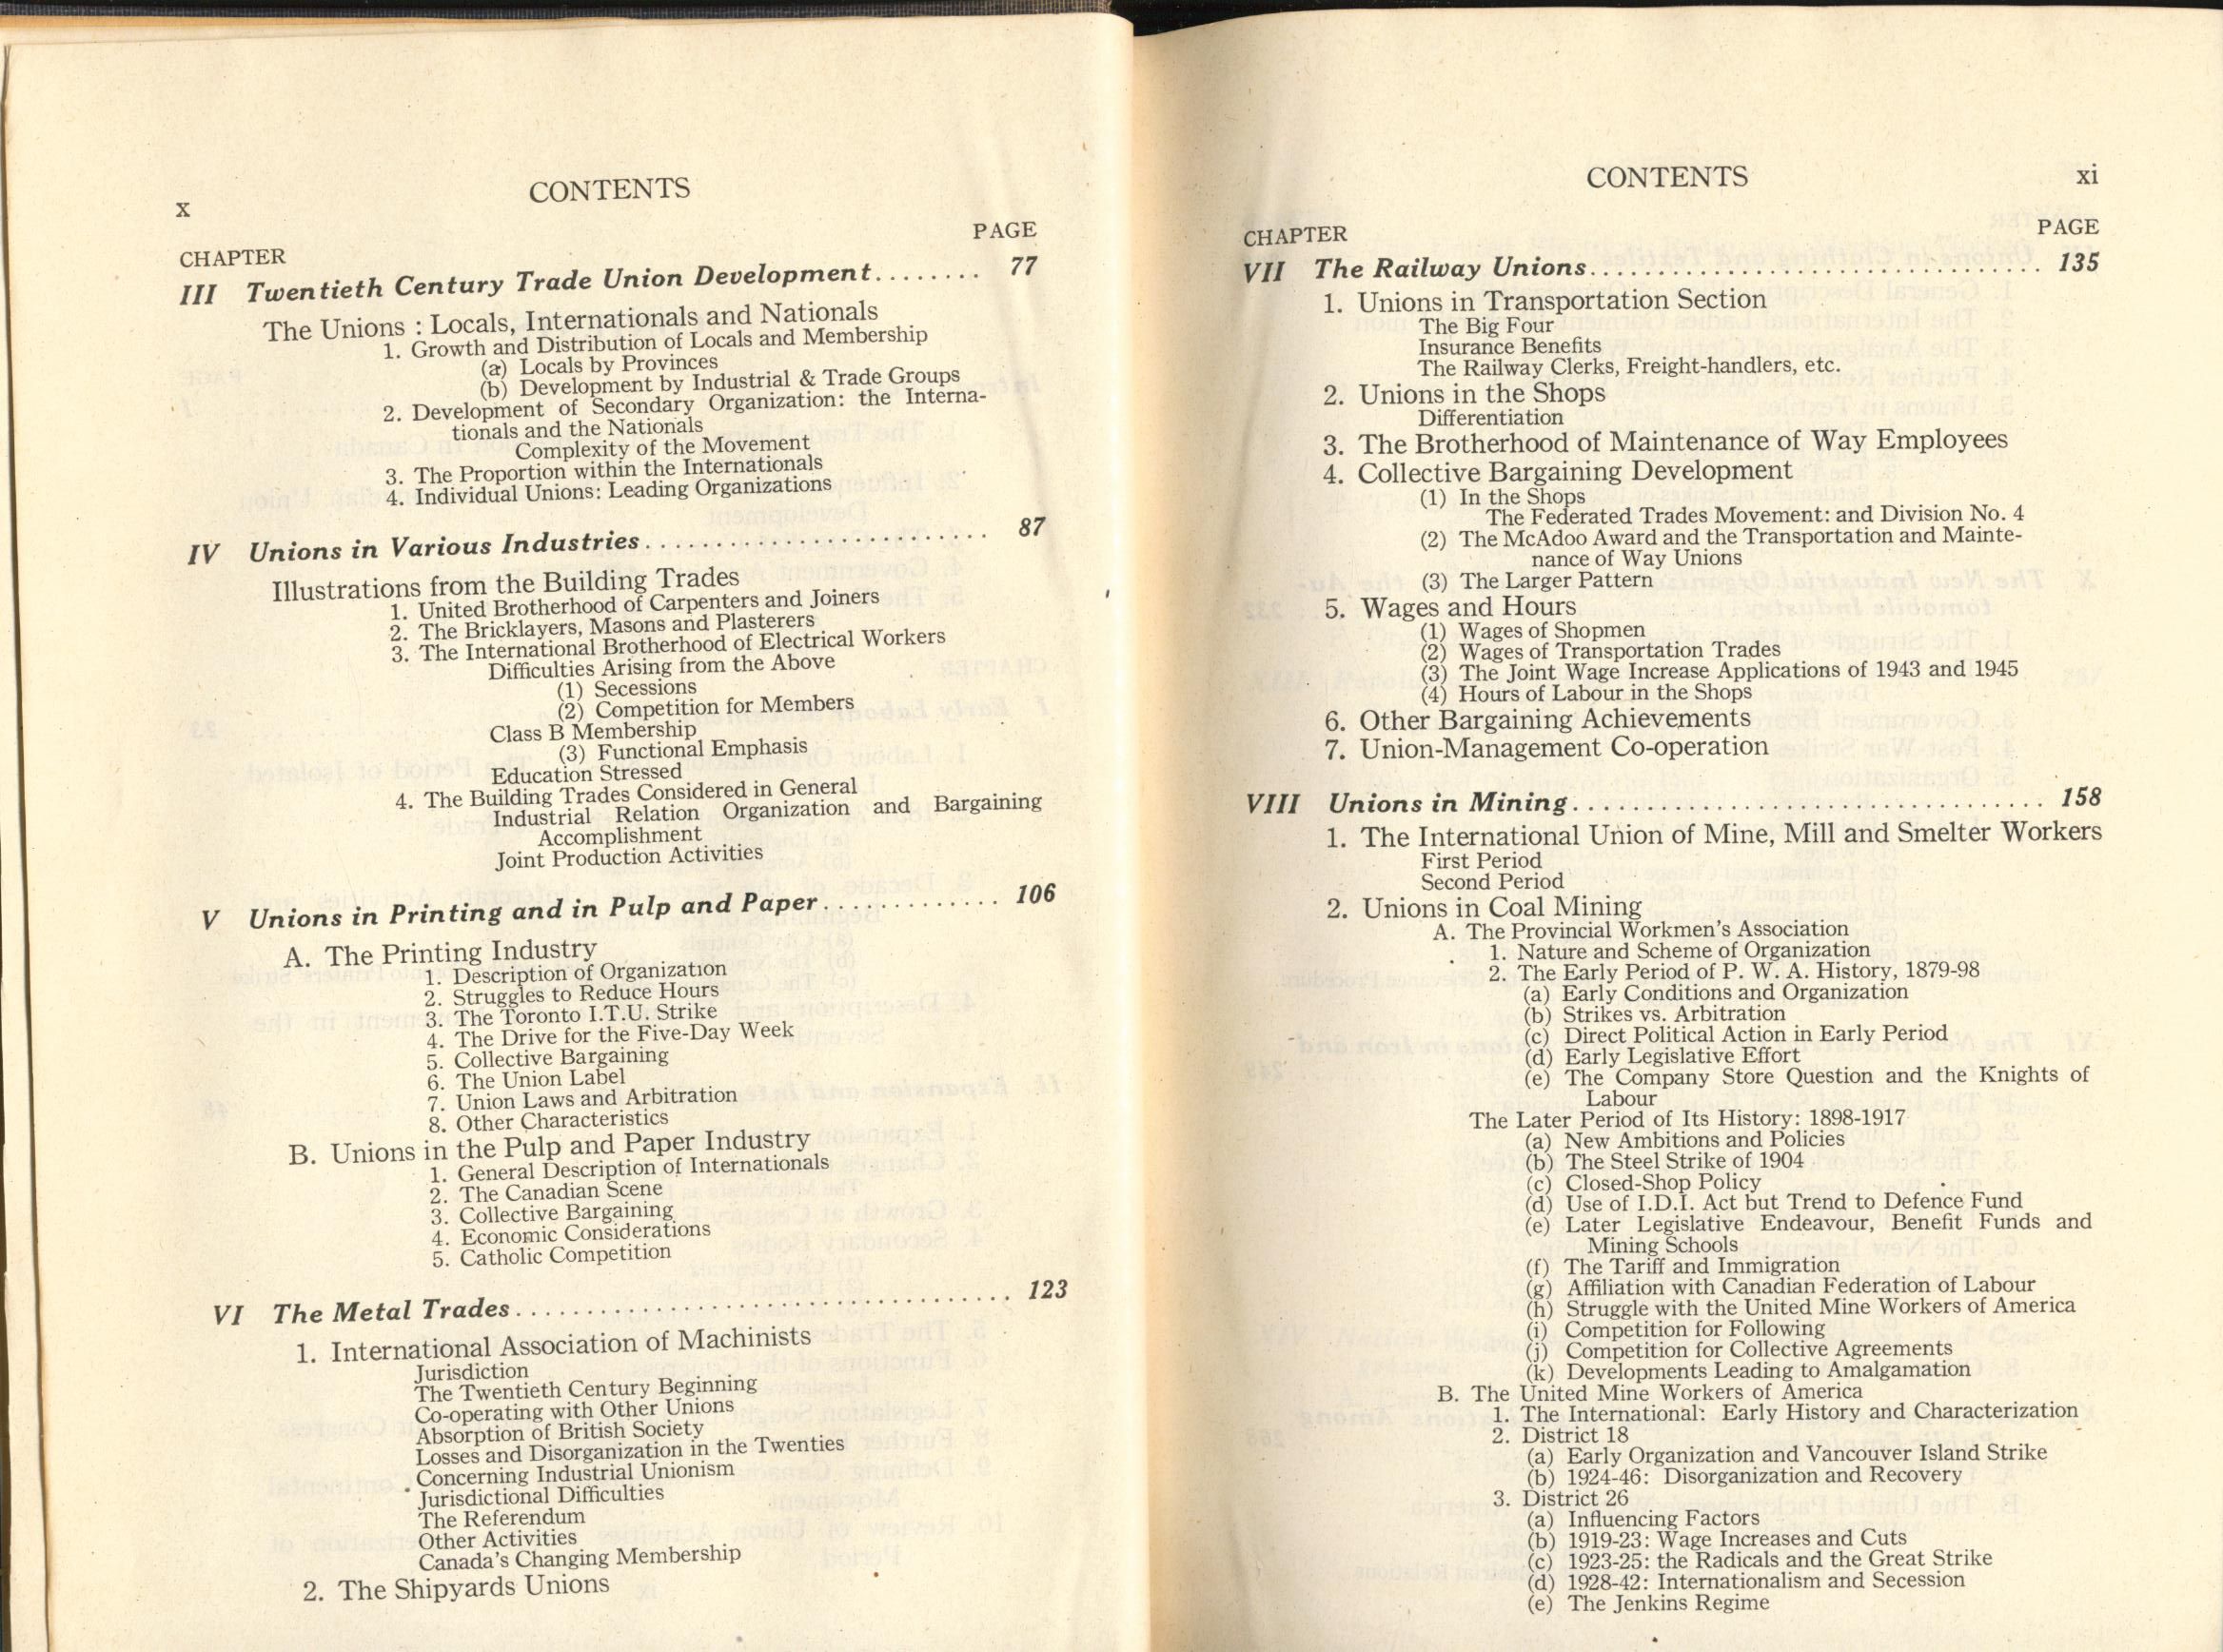 x
CONTENTS
CHAPTER
PAGE
III Twentieth Century Trade Union Development........ 77
The Unions : Locals, Internationals and Nationals
1. Growth and Distribution of Locals and Membership
(a) Locals by Provinces
(b) Development by Industrial & Trade Groups
2. Development of Secondary Organization: the Interna-
tionals and the Nationals
Complexity of the Movement
3. The Proportion within the Internationals
4. Individual Unions: Leading Organizations
IV Unions in Various Industries........................ 87
Illustrations from the Building Trades
1. United Brotherhood of Carpenters and Joiners
2. The Bricklayers, Masons and Plasterers
3. The International Brotherhood of Electrical Workers
Difficulties Arising from the Above
(1) Secessions
(2) Competition for Members
Class B Membership
(3) Functional Emphasis
Education Stressed
4. The Building Trades Considered in General
Industrial Relation Organization and Bargaining
Accomplishment
Joint Production Activities
V Unions in Printing and in Pulp and Paper............. 106
A. The Printing Industry
1. Description of Organization
2. Struggles to Reduce Hours
3. The Toronto I.T.U. Strike
4. The Drive for the Five-Day Week
5. Collective Bargaining
6. The Union Label
7. Union Laws and Arbitration
8. Other Characteristics
B. Unions in the Pulp and Paper Industry
1. General Description of Internationals
2. The Canadian Scene
3. Collective Bargaining
4. Economic Considerations
5. Catholic Competition
VI The Metal Trades................................... 123
1. International Association of Machinists
Jurisdiction
The Twentieth Century Beginning
Co-operating with Other Unions
Absorption of British Society
Losses and Disorganization in the Twenties
Concerning Industrial Unionism
Jurisdictional Difficulties
The Referendum
Other Activities
Canada's Changing Membership
2. The Shipyards Unions
CONTENTS
xi
CHAPTER
PAGE
VII The Railway Unions................................ 135
1. Unions in Transportation Section
The Big Four
Insurance Benefits
The Railway Clerks, Freight-handlers, etc.
2. Unions in the Shops
Differentiation
3. The Brotherhood of Maintenance of Way Employees
4. Collective Bargaining Development
(1) In the Shops
The Federated Trades Movement: and Division No. 4
(2) The McAdoo Award and the Transportation and Mainte-
nance of Way Unions
(3) The Larger Pattern
5. Wages and Hours
(1) Wages of Shopmen
(2) Wages of Transportation Trades
(3) The Joint Wage Increase Applications of 1943 and 1945
(4) Hours of Labour in the Shops
6. Other Bargaining Achievements
7. Union-Management Co-operation
VIII Unions in Mining................................. 158
1. The International Union of Mine, Mill and Smelter Workers
First Period
Second Period
2. Unions in Coal Mining
A. The Provincial Workmen's Association
1. Nature and Scheme of Organization
2. The Early Period of P. W. A. History, 1879-98
(a) Early Conditions and Organization
(b) Strikes vs. Arbitration
(c) Direct Political Action in Early Period
(d) Early Legislative Effort
(e) The Company Store Question and the Knights of
Labour
The Later Period of Its History: 1898-1917
(a) New Ambitions and Policies
(b) The Steel Strike of 1904
(c) Closed-Shop Policy
(d) Use of I.D.I. Act but Trend to Defence Fund
(e) Later Legislative Endeavour, Benefit Funds and
Mining Schools
(f) The Tariff and Immigration
(g) Affiliation with Canadian Federation of Labour
(h) Struggle with the United Mine Workers of America
(i) Competition for Following
(j) Competition for Collective Agreements
(k) Developments Leading to Amalgamation
B. The United Mine Workers of America
1. The International: Early History and Characterization
2. District 18
(a) Early Organization and Vancouver Island Strike
(b) 1924-46: Disorganization and Recovery
3. District 26
(a) Influencing Factors
(b) 1919-23: Wage Increases and Cuts
(c) 1923-25: the Radicals and the Great Strike
(d) 1928-42: Internationalism and Secession
(e) The Jenkins Regime